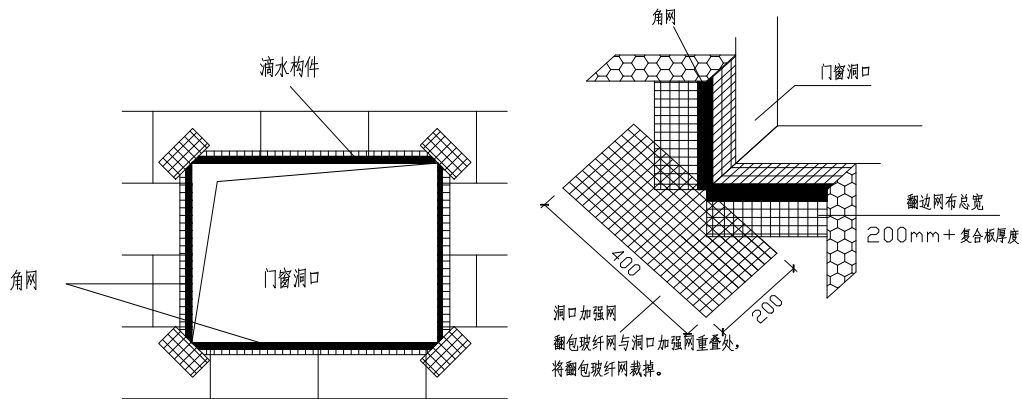 滴水构件
角网
门窗洞口
角网
门窗洞口
翻边网布总宽
200mm+复合板厚度
400
200
洞口加强网
翻包玻纤网与洞口加强网重叠处，
将翻包玻纤网裁掉。